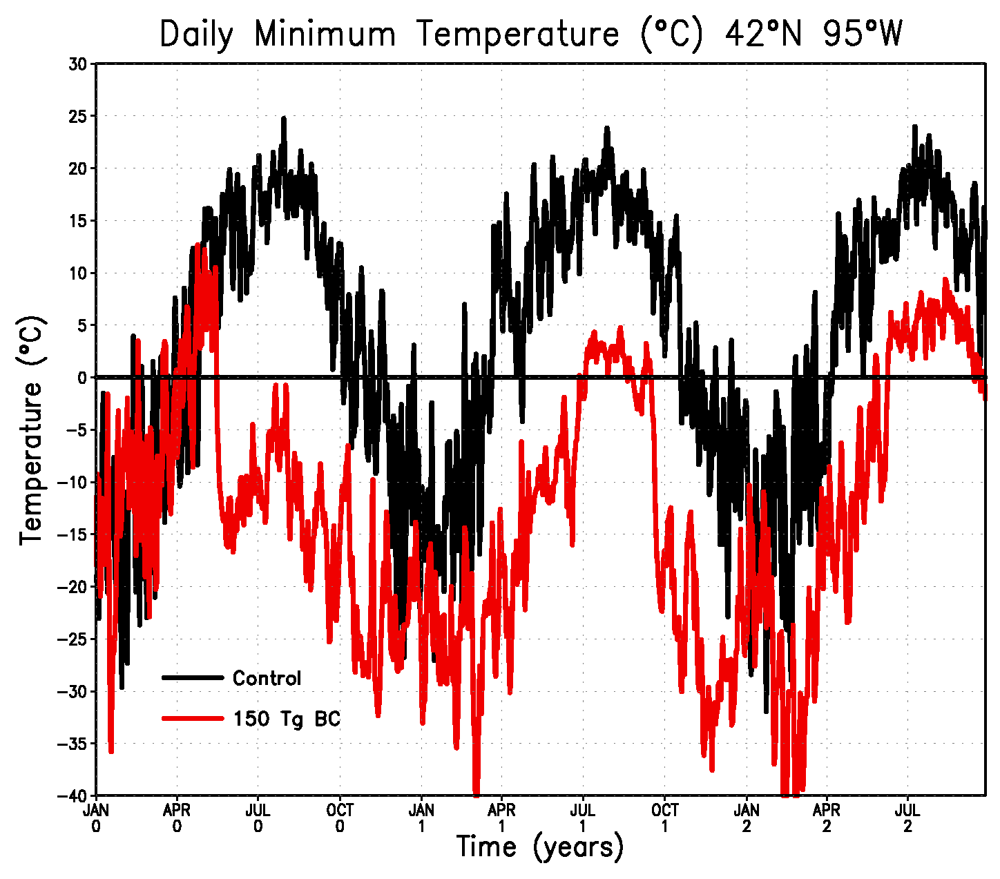 Daily Minimum Temperature (°C) 42°N 95°W
30
25
20
15
10
5
0
−5
−10
−15
−20
−25
−30
−35
−40
Temperature (°C)
Control
150 Tg BC
JAN APR JUL OCT JAN APR JUL OCT JAN APR JUL
0 0 0 0 1 1 1 1 2 2 2
Time (years)